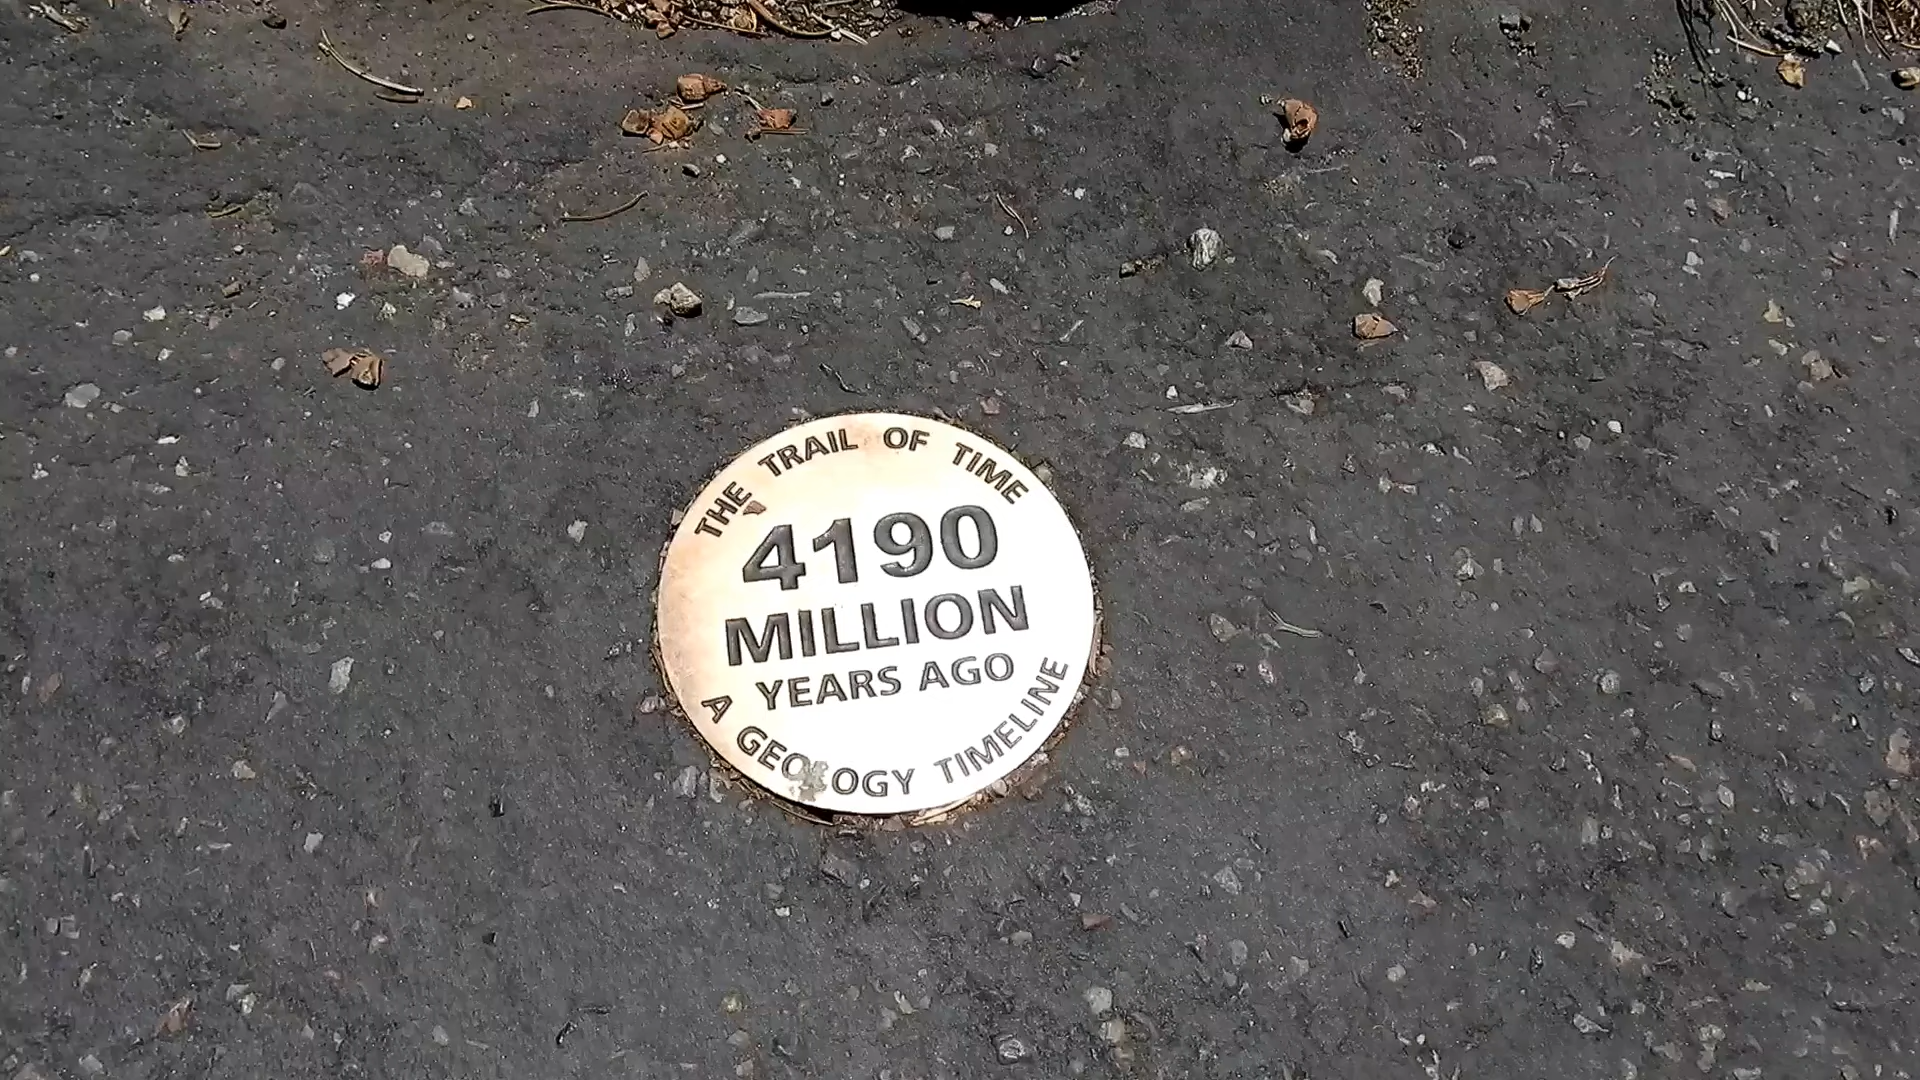 THE TRAIL OF TIME
4190
MILLION
YEARS AGO
A GEOLOGY TIMELINE